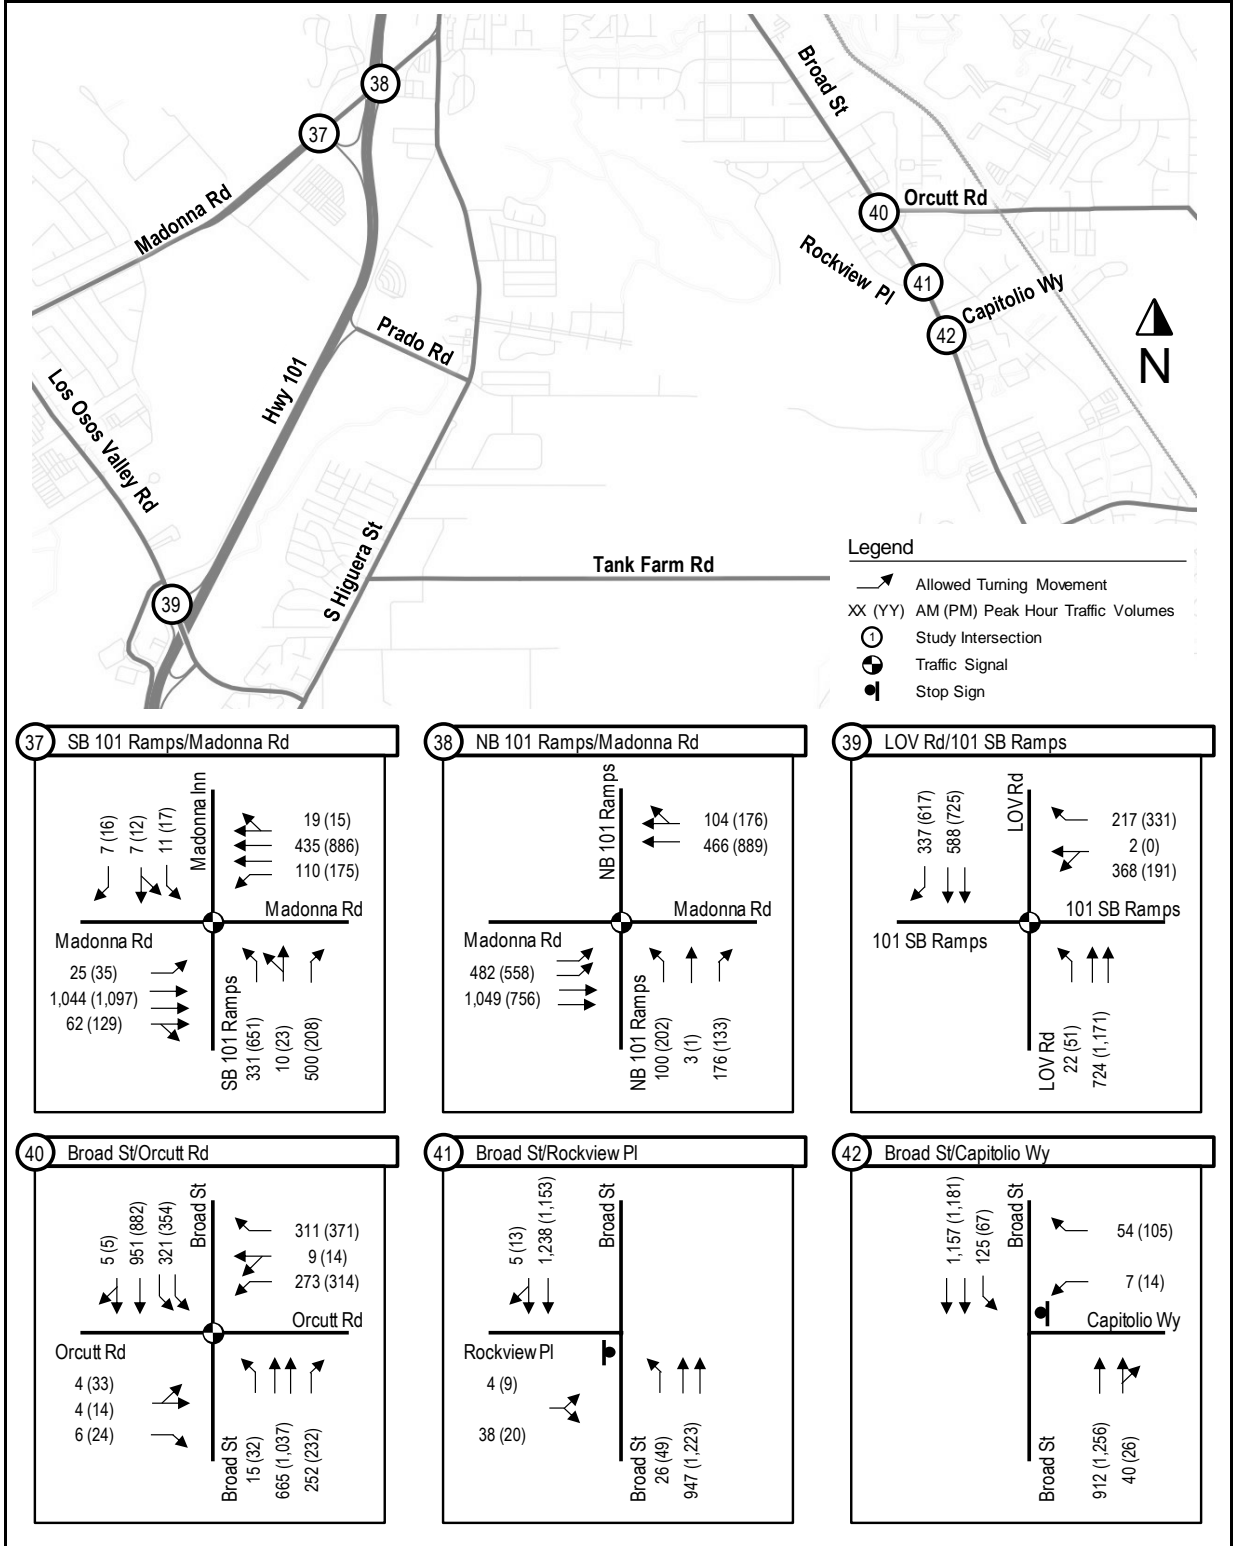 38
37
Madonna Rd
Broad St
40
Orcutt Rd
Rockview Pl
41
Capitolio Wy
42
N
Prado Rd
Hwy 101
Los Osos Valley Rd
S Higuera St
39
Tank Farm Rd
Legend
Allowed Turning Movement
XX (YY) AM (PM) Peak Hour Traffic Volumes
1 Study Intersection
Traffic Signal
Stop Sign
37 SB 101 Ramps/Madonna Rd
7 (16)
7 (12)
11 (17)
Madonna Inn
19 (15)
435 (886)
110 (175)
Madonna Rd
Madonna Rd
25 (35)
1,044 (1,097)
62 (129)
SB 101 Ramps
331 (651)
10 (23)
500 (208)
38 NB 101 Ramps/Madonna Rd
NB 101 Ramps
104 (176)
466 (889)
Madonna Rd
Madonna Rd
482 (558)
1,049 (756)
NB 101 Ramps
100 (202)
3 (1)
176 (133)
39 LOV Rd/101 SB Ramps
337 (617)
588 (725)
LOV Rd
217 (331)
2 (0)
368 (191)
101 SB Ramps
101 SB Ramps
LOV Rd
22 (51)
724 (1,171)
40 Broad St/Orcutt Rd
5 (5)
951 (882)
321 (354)
Broad St
311 (371)
9 (14)
273 (314)
Orcutt Rd
Orcutt Rd
4 (33)
4 (14)
6 (24)
Broad St
15 (32)
665 (1,037)
252 (232)
41 Broad St/Rockview Pl
5 (13)
1,238 (1,153)
Broad St
Rockview Pl
4 (9)
38 (20)
Broad St
26 (49)
947 (1,223)
42 Broad St/Capitolio Wy
1,157 (1,181)
125 (67)
Broad St
54 (105)
7 (14)
Capitolio Wy
Broad St
912 (1,256)
40 (26)